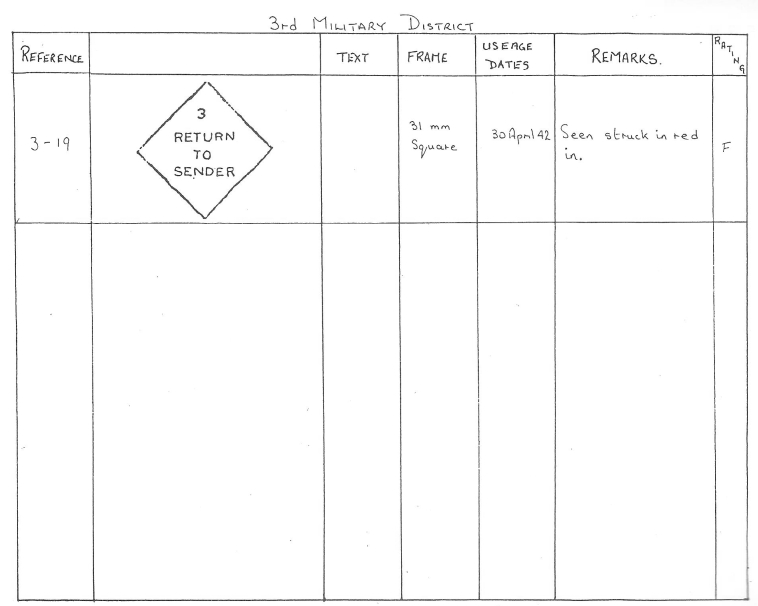 3rd MILITARY DISTRICT
REFERENCE TEXT FRAME USEAGE DATES REMARKS. RATING
3-19
3
RETURN
TO
SENDER
31 mm
Square
30 April 42
Seen struck in red
in.
F